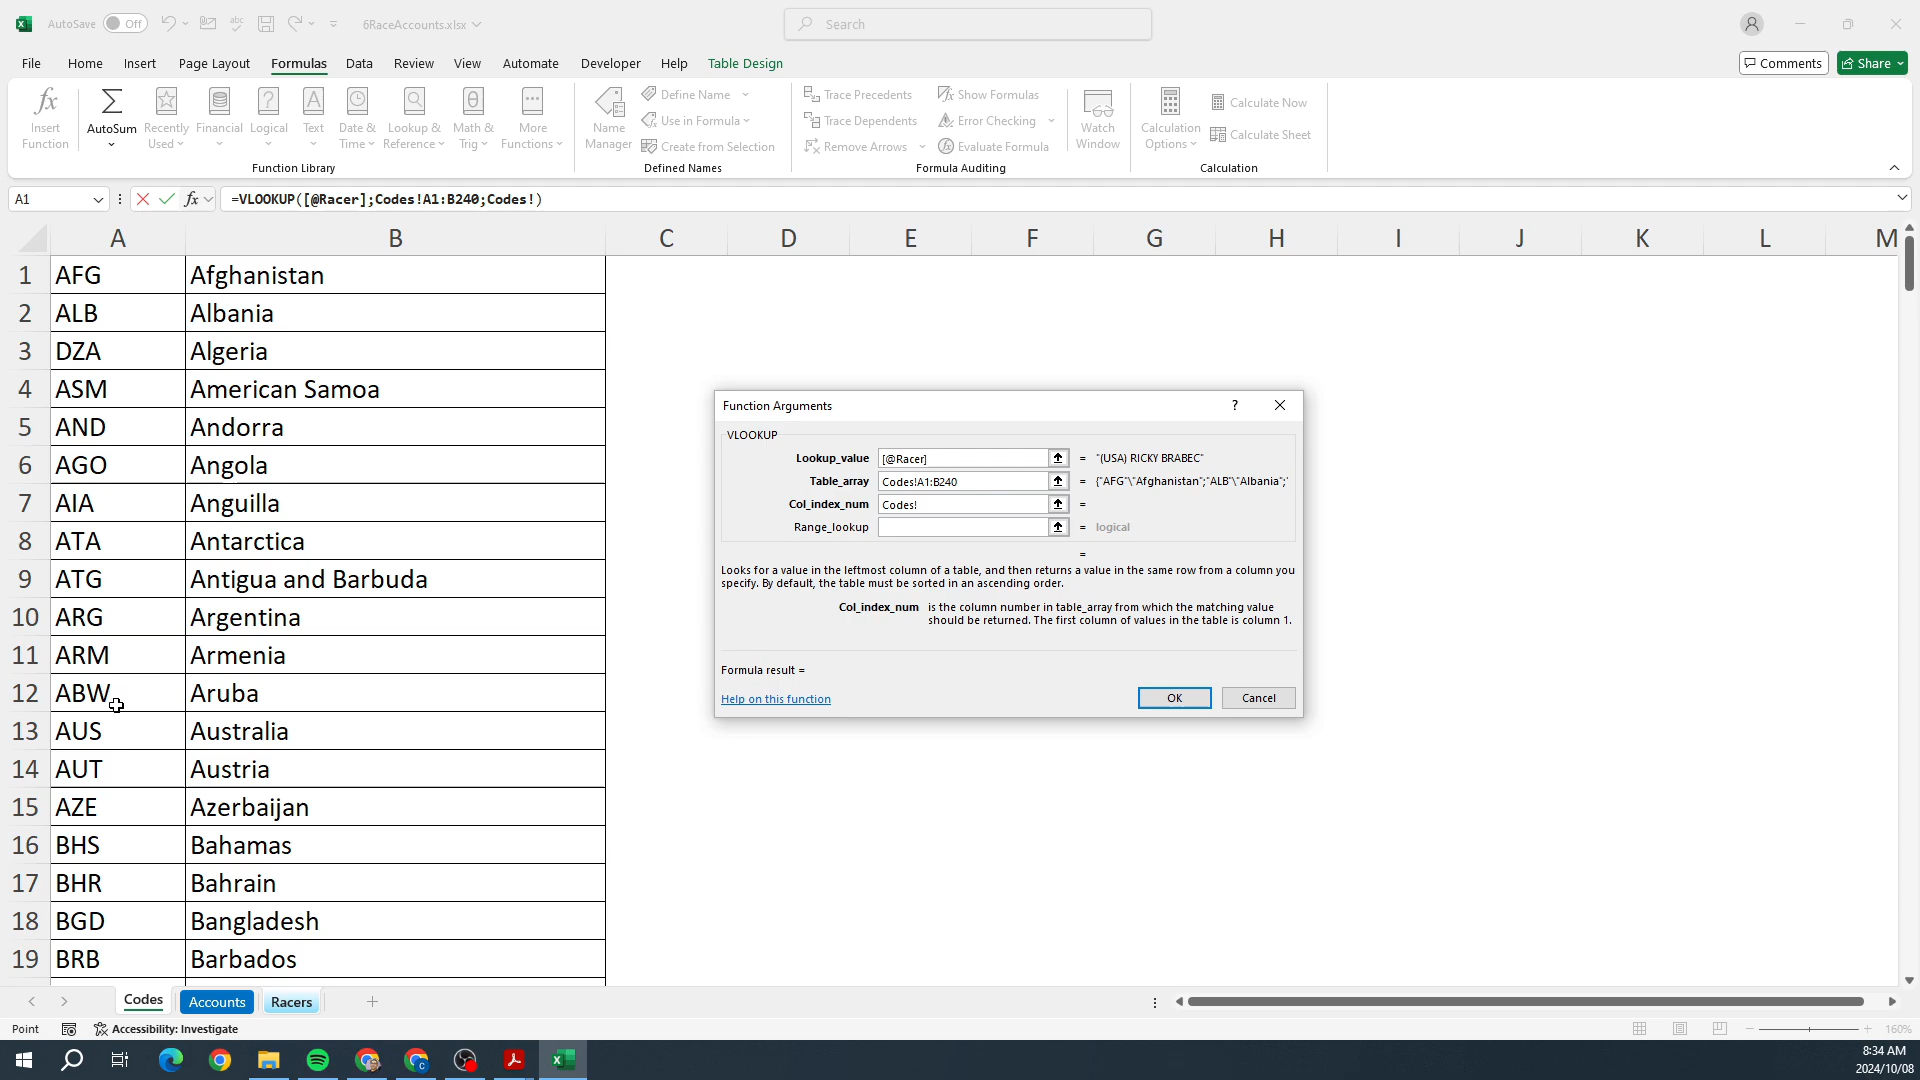 AutoSave Off 6RaceAccounts.xlsx Search
File Home Insert Page Layout Formulas Data Review View Automate Developer Help Table Design Comments Share
Insert Function AutoSum Recently Used Financial Logical Text Date & Time Lookup & Reference Math & Trig More Functions
Name Manager Define Name Use in Formula Create from Selection
Trace Precedents Trace Dependents Remove Arrows Show Formulas Error Checking Evaluate Formula
Watch Window Calculation Options Calculate Now Calculate Sheet
Function Library Defined Names Formula Auditing Calculation
A1 fx =VLOOKUP([@Racer];Codes!A1:B240;Codes!)
A B C D E F G H I J K L M
1 AFG Afghanistan
2 ALB Albania
3 DZA Algeria
4 ASM American Samoa
5 AND Andorra
6 AGO Angola
7 AIA Anguilla
8 ATA Antarctica
9 ATG Antigua and Barbuda
10 ARG Argentina
11 ARM Armenia
12 ABW Aruba
13 AUS Australia
14 AUT Austria
15 AZE Azerbaijan
16 BHS Bahamas
17 BHR Bahrain
18 BGD Bangladesh
19 BRB Barbados
Function Arguments ?
VLOOKUP
Lookup_value [@Racer] = "(USA) RICKY BRABEC"
Table_array Codes!A1:B240 = {"AFG"\"Afghanistan";"ALB"\"Albania";"
Col_index_num Codes! =
Range_lookup = logical
=
Looks for a value in the leftmost column of a table, and then returns a value in the same row from a column you
specify. By default, the table must be sorted in an ascending order.
Col_index_num is the column number in table_array from which the matching value
should be returned. The first column of values in the table is column 1.
Formula result =
Help on this function OK Cancel
Codes Accounts Racers
Point Accessibility: Investigate 160%
8:34 AM
2024/10/08